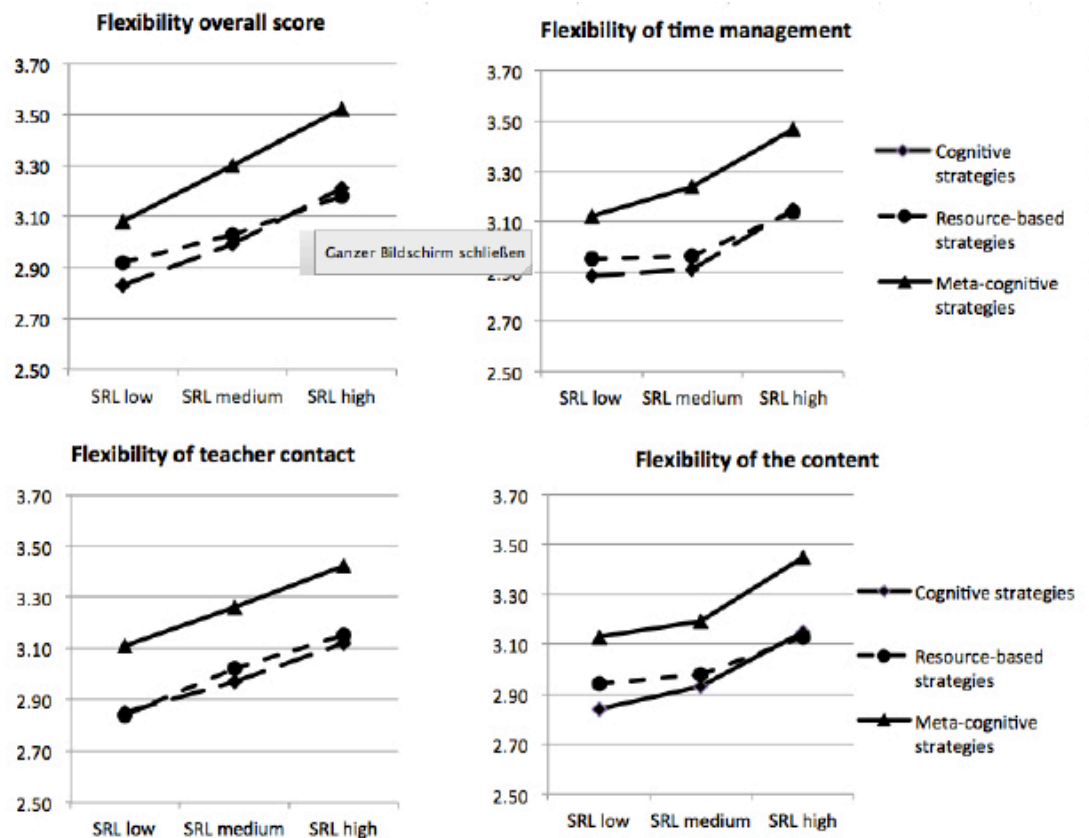 Flexibility overall score
3.70
3.50
3.30
3.10
2.90
2.70
2.50
SRL low SRL medium SRL high
Ganzer Bildschirm schließen
Flexibility of time management
3.70
3.50
3.30
3.10
2.90
2.70
2.50
SRL low SRL medium SRL high
Cognitive
strategies
Resource-based
strategies
Meta-cognitive
strategies
Flexibility of teacher contact
3.70
3.50
3.30
3.10
2.90
2.70
2.50
SRL low SRL medium SRL high
Flexibility of the content
3.70
3.50
3.30
3.10
2.90
2.70
2.50
SRL low SRL medium SRL high
Cognitive strategies
Resource-based
strategies
Meta-cognitive
strategies